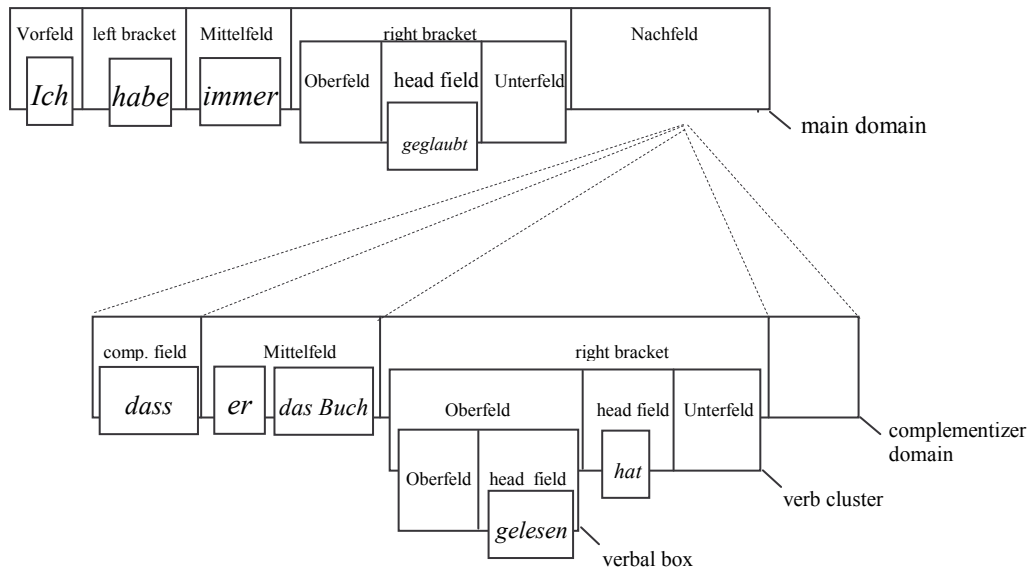 Vorfeld left bracket Mittelfeld right bracket Nachfeld
Oberfeld head field Unterfeld
Ich habe immer
geglaubt
main domain
comp. field Mittelfeld right bracket
dass er das Buch
Oberfeld head field Unterfeld
complementizer
domain
hat
Oberfeld head field
verb cluster
gelesen
verbal box